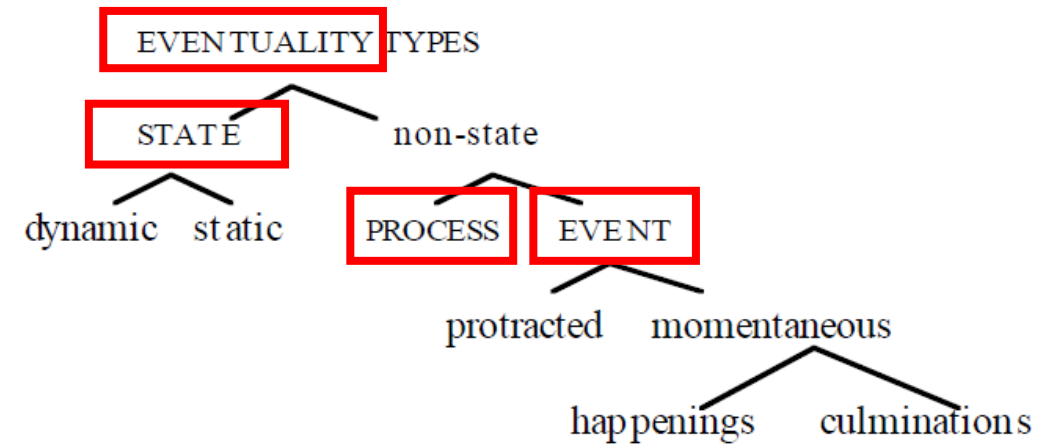 EVENTUALITY TYPES
STATE non-state
dynamic static
PROCESS EVENT
protracted momentaneous
happenings culminations